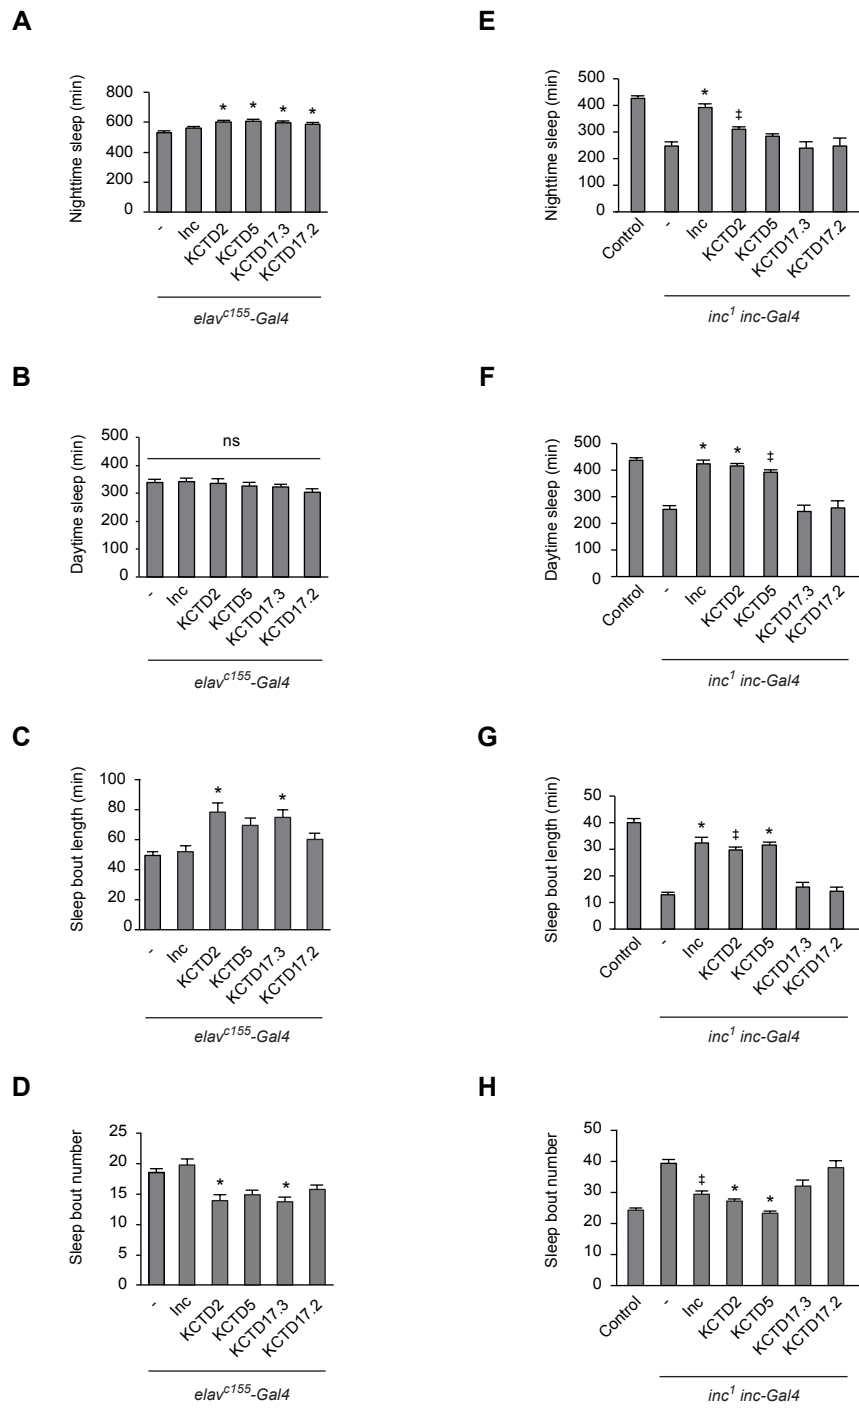 A
Nighttime sleep (min)
800
600
400
200
0
* * * *
- Inc KCTD2 KCTD5 KCTD17.3 KCTD17.2
elavc155-Gal4
B
Daytime sleep (min)
500
400
300
200
100
0
ns
- Inc KCTD2 KCTD5 KCTD17.3 KCTD17.2
elavc155-Gal4
C
Sleep bout length (min)
100
80
60
40
20
0
* *
- Inc KCTD2 KCTD5 KCTD17.3 KCTD17.2
elavc155-Gal4
D
Sleep bout number
25
20
15
10
5
0
* *
- Inc KCTD2 KCTD5 KCTD17.3 KCTD17.2
elavc155-Gal4
E
Nighttime sleep (min)
500
400
300
200
100
0
* ‡
Control - Inc KCTD2 KCTD5 KCTD17.3 KCTD17.2
inc1 inc-Gal4
F
Daytime sleep (min)
500
400
300
200
100
0
* * ‡
Control - Inc KCTD2 KCTD5 KCTD17.3 KCTD17.2
inc1 inc-Gal4
G
Sleep bout length (min)
50
40
30
20
10
0
* ‡ *
Control - Inc KCTD2 KCTD5 KCTD17.3 KCTD17.2
inc1 inc-Gal4
H
Sleep bout number
50
40
30
20
10
0
‡ * *
Control - Inc KCTD2 KCTD5 KCTD17.3 KCTD17.2
inc1 inc-Gal4